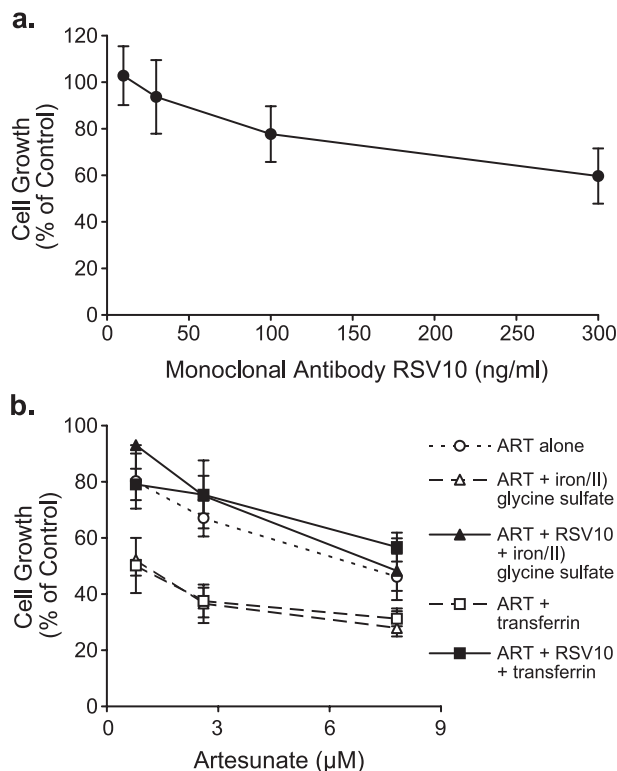 a.
120
100
80
60
40
20
0
Cell Growth
(% of Control)
0 50 100 150 200 250 300
Monoclonal Antibody RSV10 (ng/ml)
b.
100
80
60
40
20
0
Cell Growth
(% of Control)
0 3 6 9
Artesunate (µM)
ART alone
ART + iron/II)
glycine sulfate
ART + RSV10
+ iron/II)
glycine sulfate
ART +
transferrin
ART + RSV10
+ transferrin